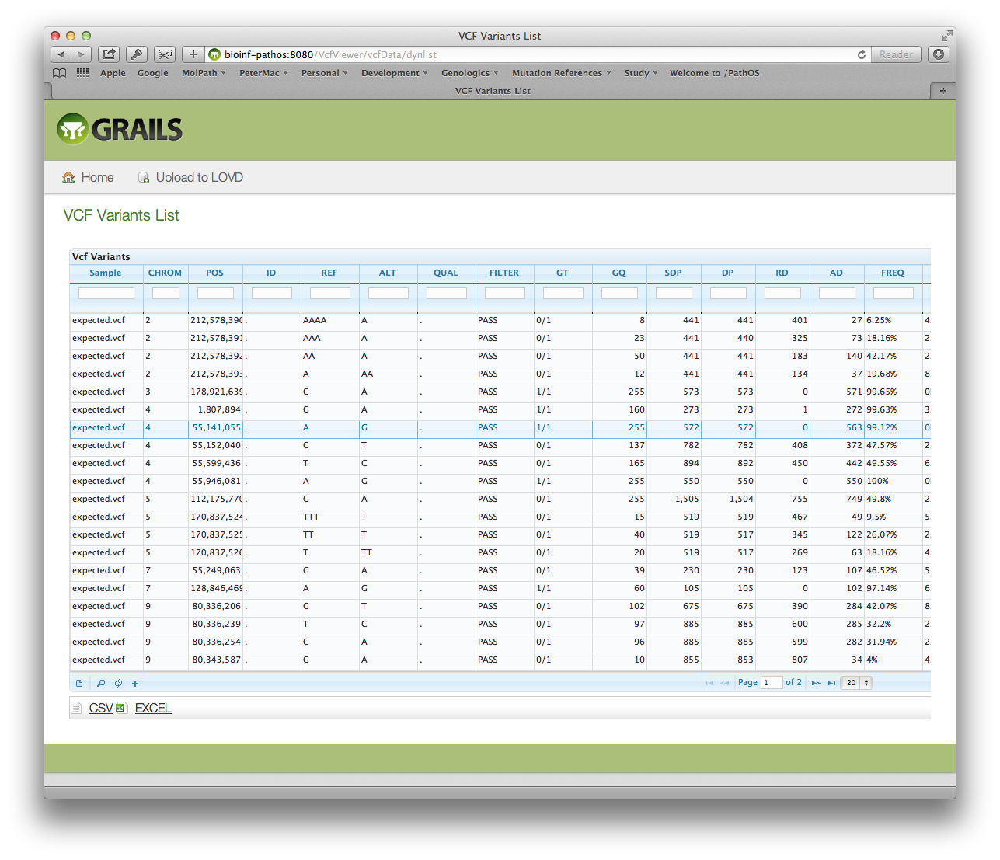 VCF Variants List
bioinf-pathos:8080/VcfViewer/vcfData/dynlist
Reader
Apple Google MolPath PeterMac Personal Development Genologics Mutation References Study Welcome to /PathOS
VCF Variants List
GRAILS
Home Upload to LOVD
VCF Variants List
Vcf Variants
Sample CHROM POS ID REF ALT QUAL FILTER GT GQ SDP DP RD AD FREQ
expected.vcf 2 212,578,390 . AAAA A . PASS 0/1 8 441 441 401 27 6.25% 4
expected.vcf 2 212,578,391 . AAA A . PASS 0/1 23 441 440 325 73 18.16% 2
expected.vcf 2 212,578,392 . AA A . PASS 0/1 50 441 441 183 140 42.17% 2
expected.vcf 2 212,578,393 . A AA . PASS 0/1 12 441 441 134 37 19.68% 8
expected.vcf 3 178,921,639 . C A . PASS 1/1 255 573 573 0 571 99.65% 0
expected.vcf 4 1,807,894 . G A . PASS 1/1 160 273 273 1 272 99.63% 3
expected.vcf 4 55,141,055 . A G . PASS 1/1 255 572 572 0 563 99.12% 0
expected.vcf 4 55,152,040 . C T . PASS 0/1 137 782 782 408 372 47.57% 2
expected.vcf 4 55,599,436 . T C . PASS 0/1 165 894 892 450 442 49.55% 6
expected.vcf 4 55,946,081 . A G . PASS 1/1 255 550 550 0 550 100% 0
expected.vcf 5 112,175,770 . G A . PASS 0/1 255 1,505 1,504 755 749 49.8% 2
expected.vcf 5 170,837,524 . TTT T . PASS 0/1 15 519 519 467 49 9.5% 5
expected.vcf 5 170,837,525 . TT T . PASS 0/1 40 519 517 345 122 26.07% 2
expected.vcf 5 170,837,526 . T TT . PASS 0/1 20 519 517 269 63 18.16% 4
expected.vcf 7 55,249,063 . G A . PASS 0/1 39 230 230 123 107 46.52% 5
expected.vcf 7 128,846,469 . A G . PASS 1/1 60 105 105 0 102 97.14% 6
expected.vcf 9 80,336,206 . G T . PASS 0/1 102 675 675 390 284 42.07% 8
expected.vcf 9 80,336,239 . T C . PASS 0/1 97 885 885 600 285 32.2% 2
expected.vcf 9 80,336,254 . C A . PASS 0/1 96 885 885 599 282 31.94% 2
expected.vcf 9 80,343,587 . G A . PASS 0/1 10 855 853 807 34 4% 4
Page 1 of 2 20
CSV EXCEL